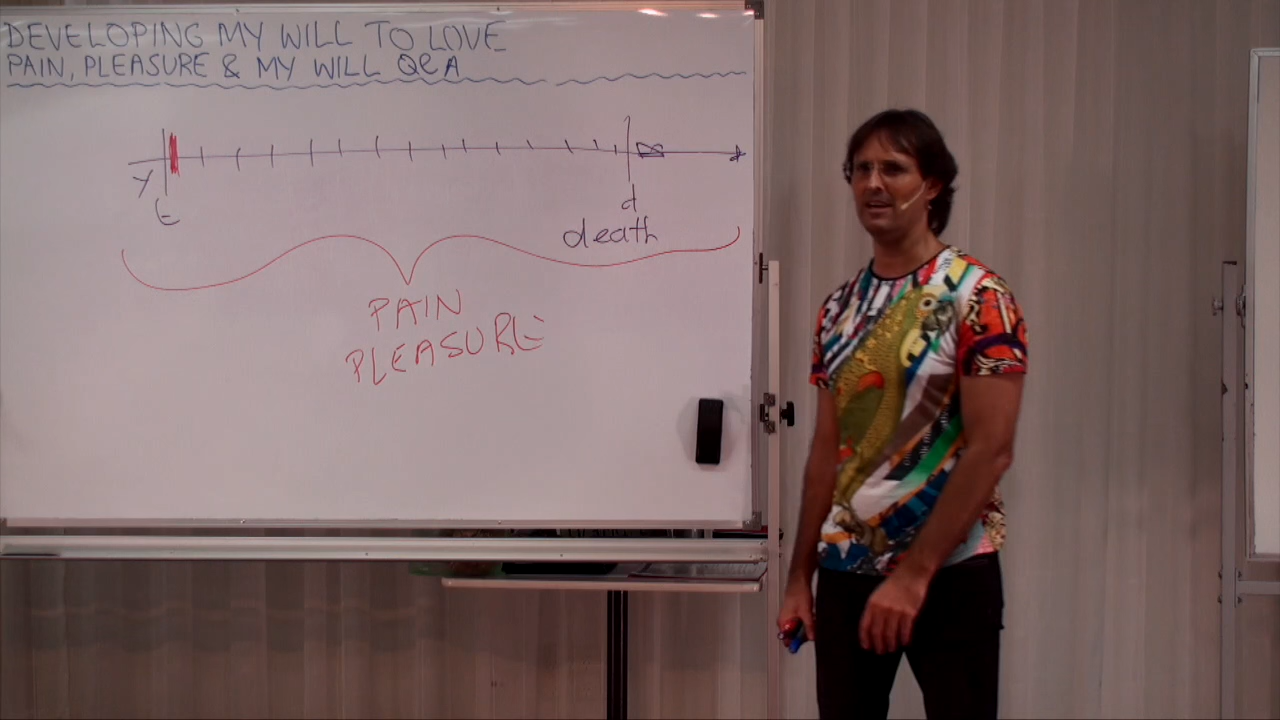 DEVELOPING MY WILL TO LOVE
PAIN, PLEASURE & MY WILL Q&A
Y
t
d
death
PAIN
PLEASURE